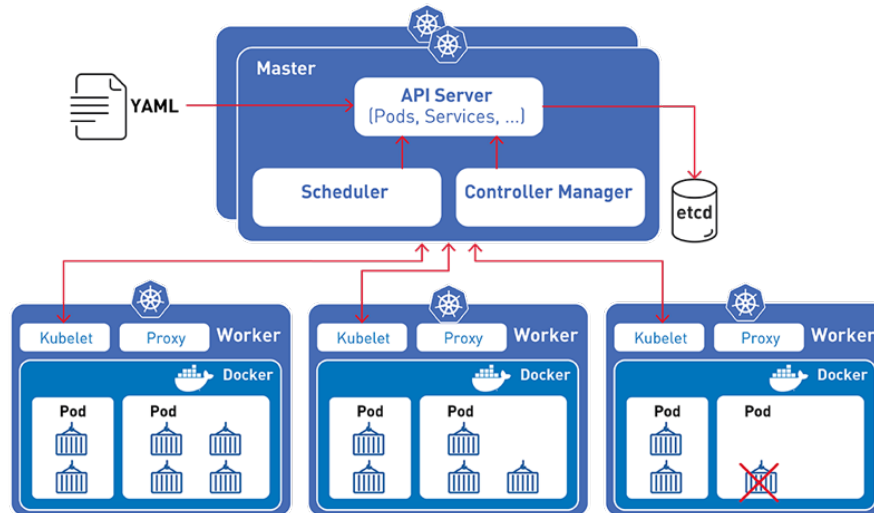 Master
YAML
API Server
(Pods, Services, ...)
Scheduler
Controller Manager
etcd
Kubelet
Proxy
Worker
Docker
Pod
Pod
Kubelet
Proxy
Worker
Docker
Pod
Pod
Kubelet
Proxy
Worker
Docker
Pod
Pod